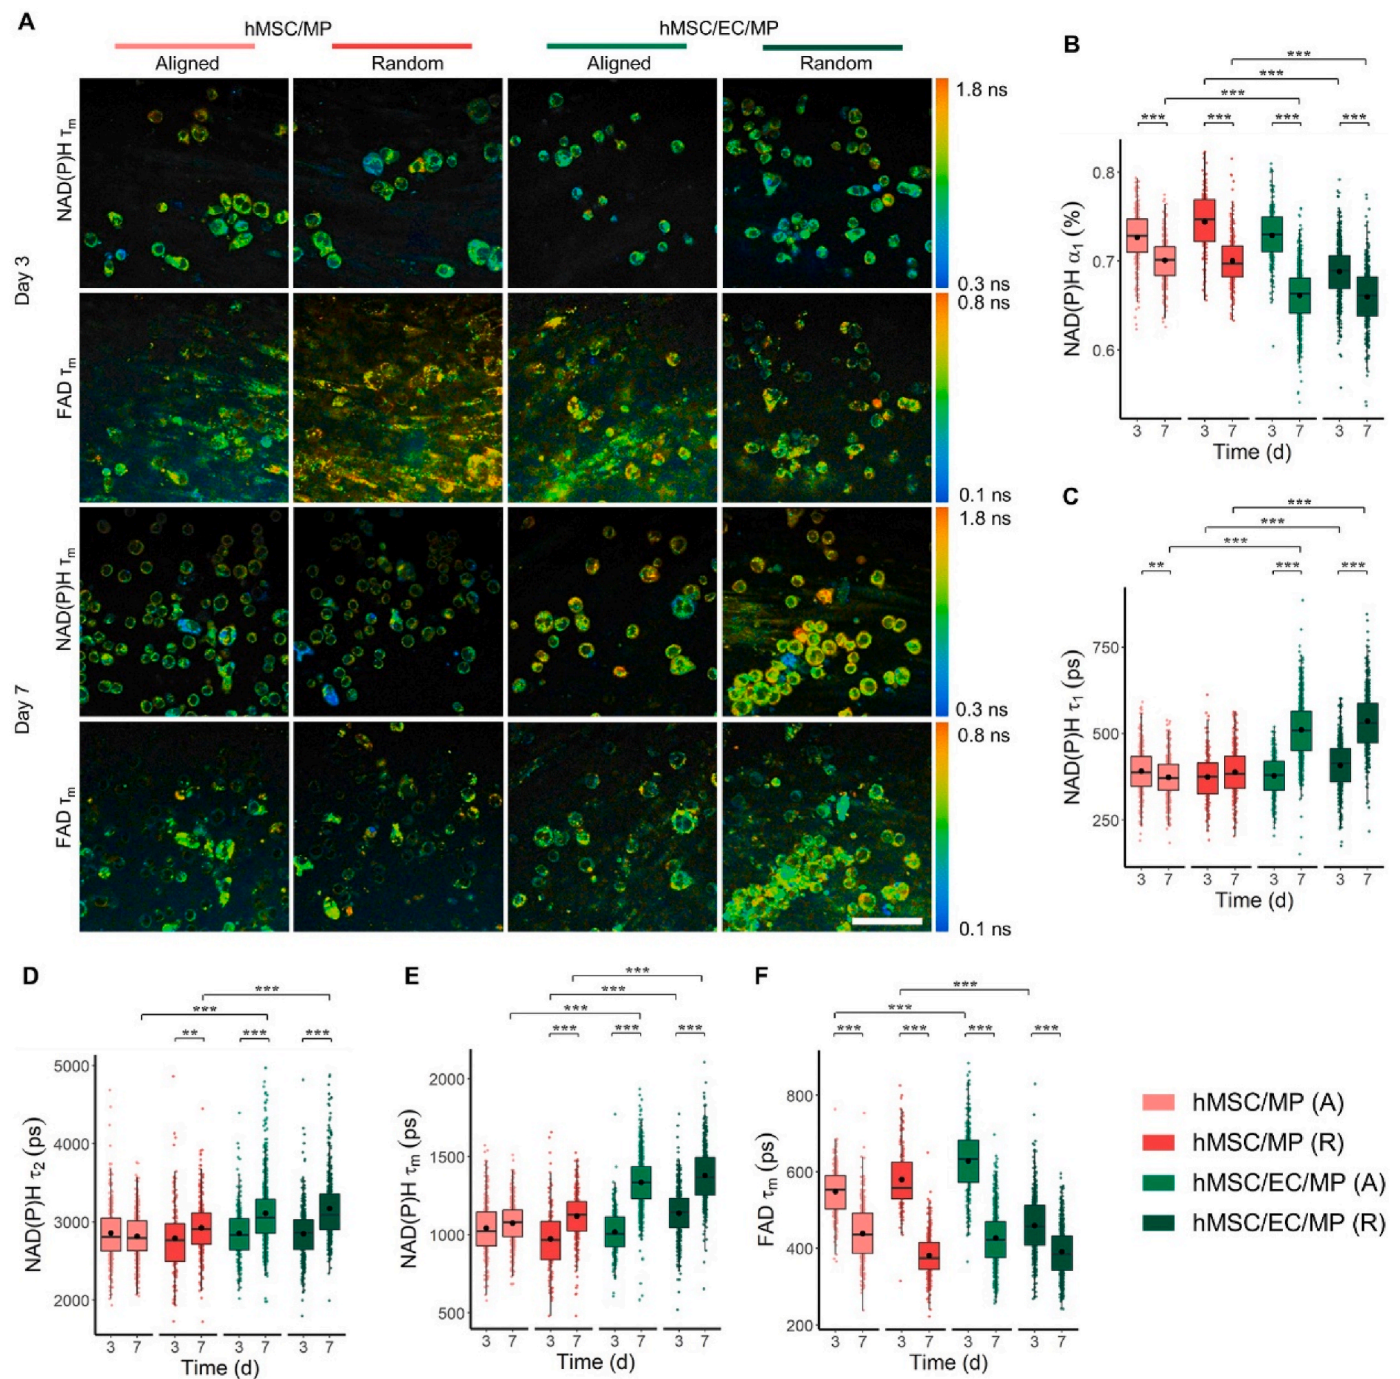 A
hMSC/MP
hMSC/EC/MP
Aligned
Random
Aligned
Random
Day 3
NAD(P)H τm
1.8 ns
0.3 ns
FAD τm
0.8 ns
0.1 ns
Day 7
NAD(P)H τm
1.8 ns
0.3 ns
FAD τm
0.8 ns
0.1 ns
B
***
***
***
*** *** *** ***
NAD(P)H α1 (%)
0.8
0.7
0.6
3 7 3 7 3 7 3 7
Time (d)
C
***
***
***
** *** ***
NAD(P)H τ1 (ps)
750
500
250
3 7 3 7 3 7 3 7
Time (d)
D
***
***
** *** ***
NAD(P)H τ2 (ps)
5000
4000
3000
2000
3 7 3 7 3 7 3 7
Time (d)
E
***
***
***
*** *** ***
NAD(P)H τm (ps)
2000
1500
1000
500
3 7 3 7 3 7 3 7
Time (d)
F
***
***
*** *** *** ***
FAD τm (ps)
800
600
400
200
3 7 3 7 3 7 3 7
Time (d)
hMSC/MP (A)
hMSC/MP (R)
hMSC/EC/MP (A)
hMSC/EC/MP (R)